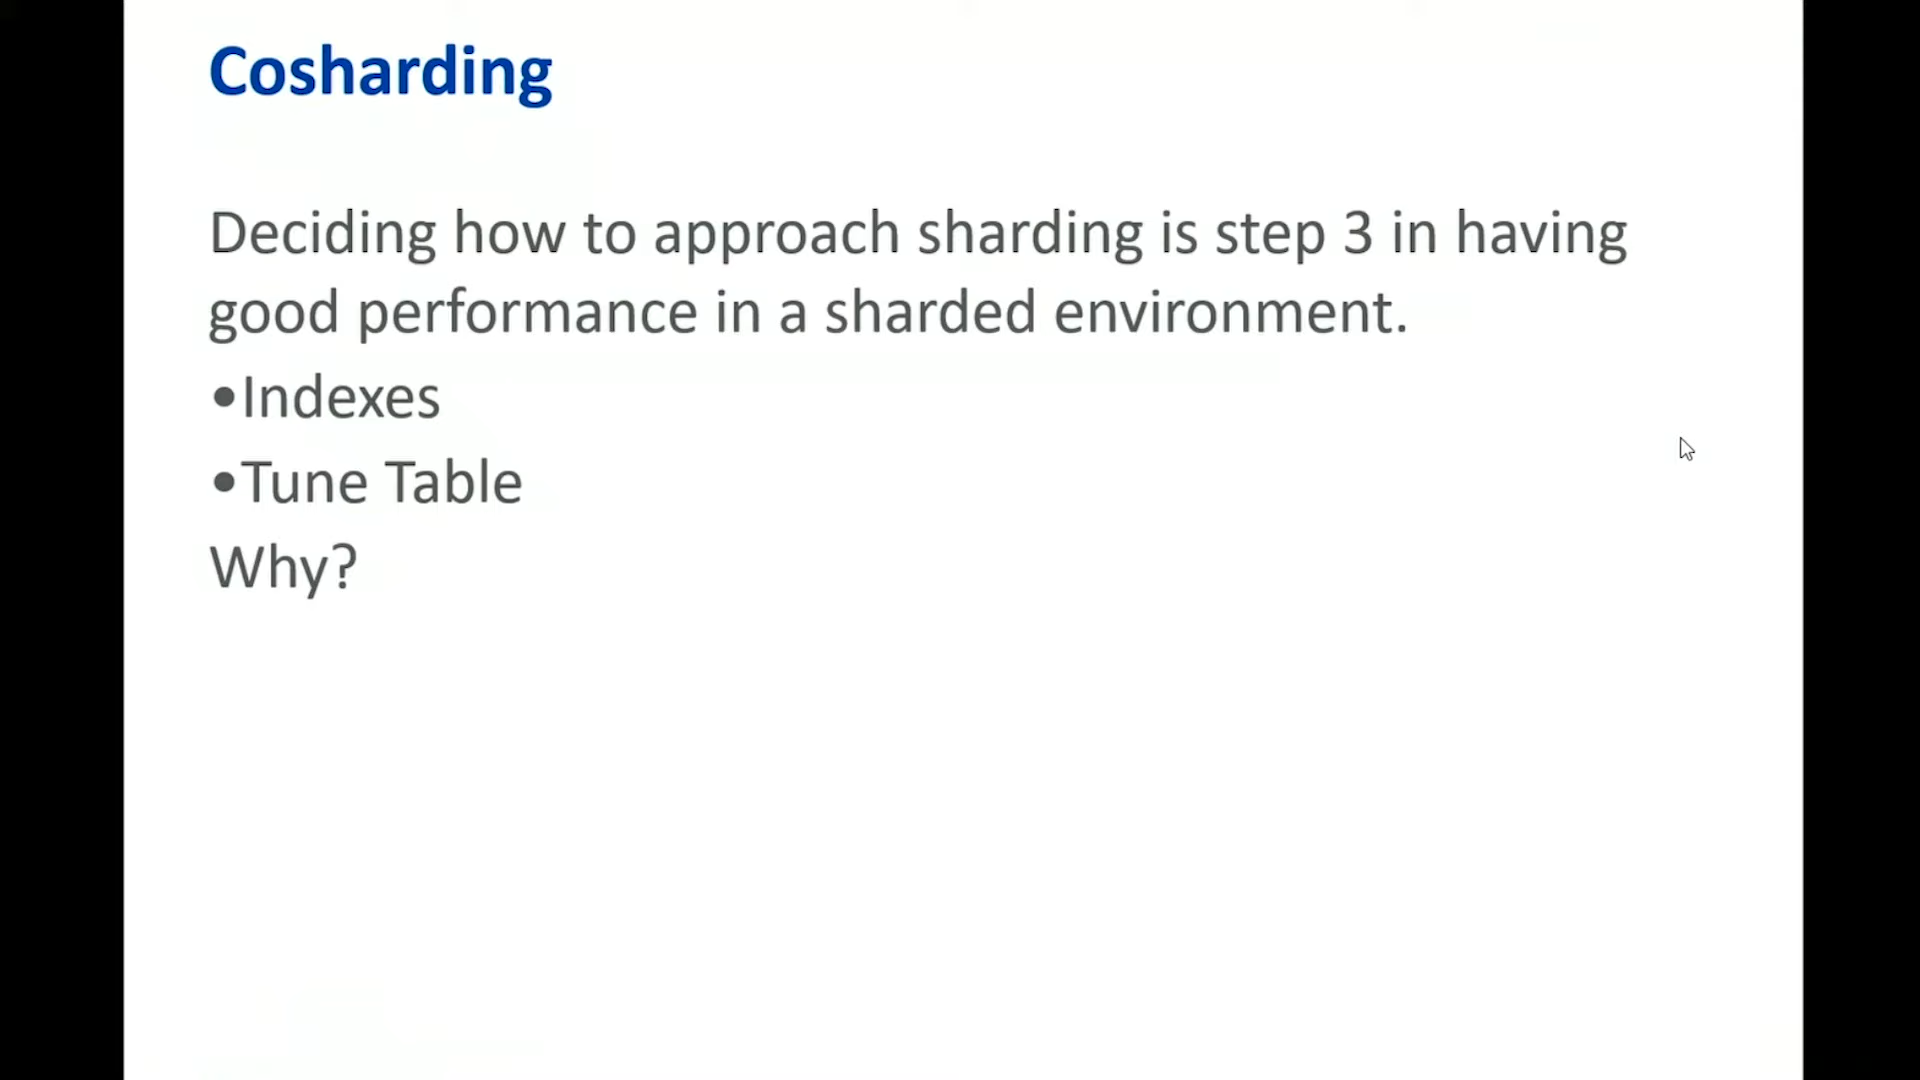 Cosharding
Deciding how to approach sharding is step 3 in having
good performance in a sharded environment.
•Indexes
•Tune Table
Why?